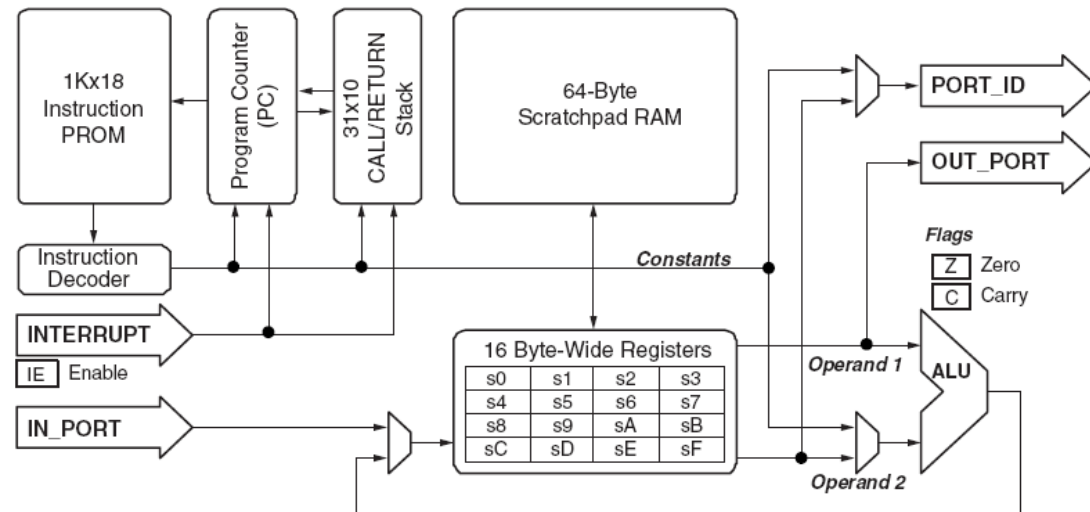 1Kx18
Instruction
PROM
Program Counter
(PC)
31x10
CALL/RETURN
Stack
64-Byte
Scratchpad RAM
PORT_ID
OUT_PORT
Instruction
Decoder
Constants
Flags
Z Zero
C Carry
INTERRUPT
IE Enable
16 Byte-Wide Registers
s0 s1 s2 s3
s4 s5 s6 s7
s8 s9 sA sB
sC sD sE sF
Operand 1
ALU
IN_PORT
Operand 2